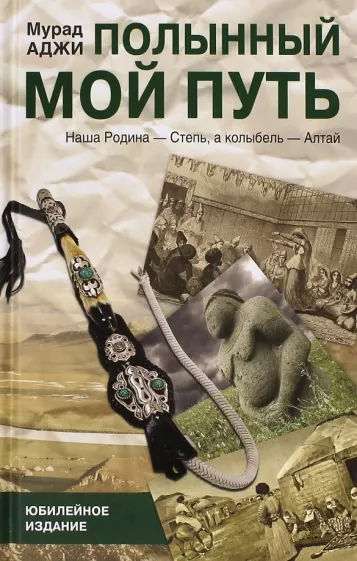 Мурад
АДЖИ
ПОЛЫННЫЙ
МОЙ ПУТЬ
Наша Родина — Степь, а колыбель — Алтай
ЮБИЛЕЙНОЕ
ИЗДАНИЕ